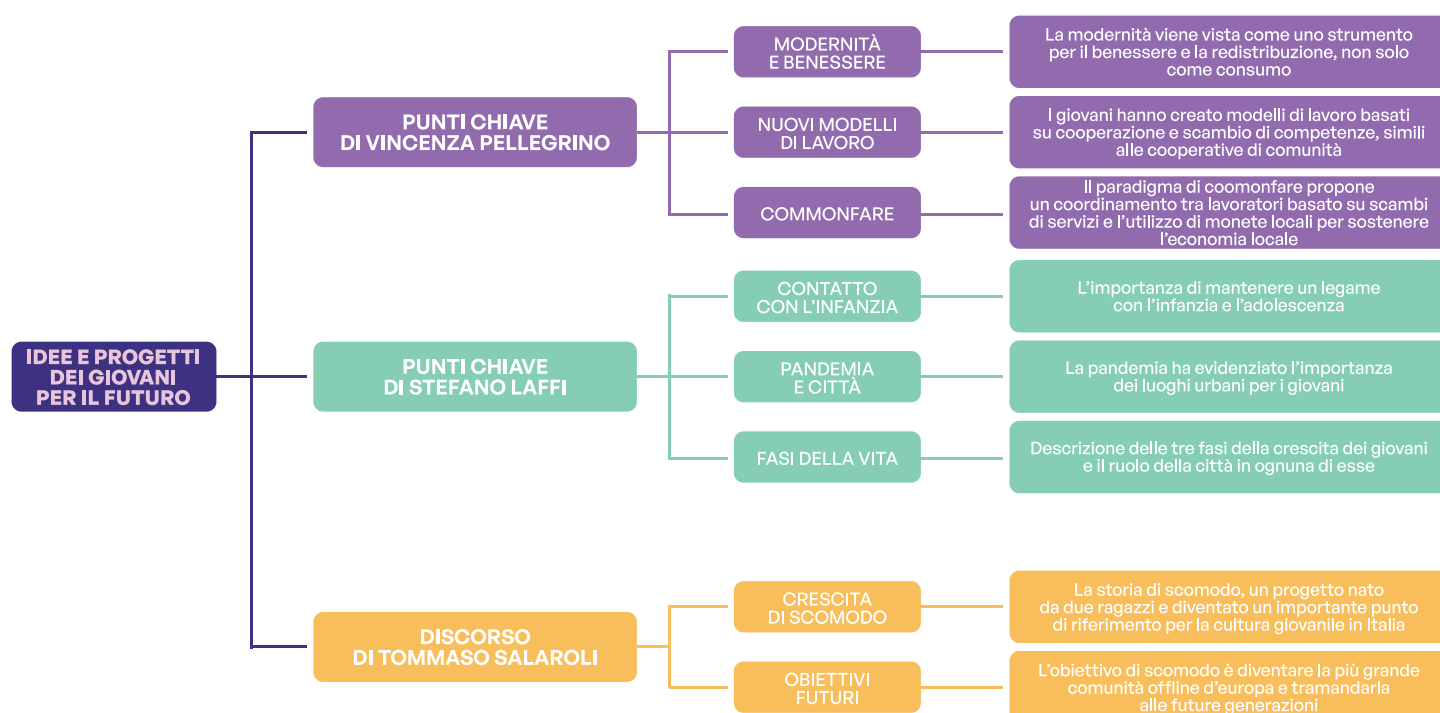 IDEE E PROGETTI
DEI GIOVANI
PER IL FUTURO
PUNTI CHIAVE
DI VINCENZA PELLEGRINO
MODERNITÀ
E BENESSERE
La modernità viene vista come uno strumento
per il benessere e la redistribuzione, non solo
come consumo
NUOVI MODELLI
DI LAVORO
I giovani hanno creato modelli di lavoro basati
su cooperazione e scambio di competenze, simili
alle cooperative di comunità
COMMONFARE
Il paradigma di coomonfare propone
un coordinamento tra lavoratori basato su scambi
di servizi e l'utilizzo di monete locali per sostenere
l'economia locale
PUNTI CHIAVE
DI STEFANO LAFFI
CONTATTO
CON L'INFANZIA
L'importanza di mantenere un legame
con l'infanzia e l'adolescenza
PANDEMIA
E CITTÀ
La pandemia ha evidenziato l'importanza
dei luoghi urbani per i giovani
FASI DELLA VITA
Descrizione delle tre fasi della crescita dei giovani
e il ruolo della città in ognuna di esse
DISCORSO
DI TOMMASO SALAROLI
CRESCITA
DI SCOMODO
La storia di scomodo, un progetto nato
da due ragazzi e diventato un importante punto
di riferimento per la cultura giovanile in Italia
OBIETTIVI
FUTURI
L'obiettivo di scomodo è diventare la più grande
comunità offline d'europa e tramandarla
alle future generazioni